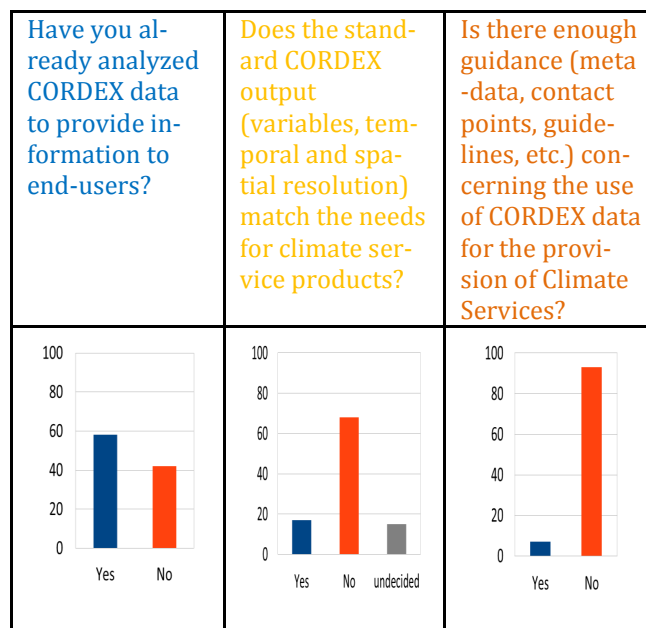 Have you al-
ready analyzed
CORDEX data
to provide in-
formation to
end-users?
Does the stand-
ard CORDEX
output
(variables, tem-
poral and spa-
tial resolution)
match the needs
for climate ser-
vice products?
Is there enough
guidance (meta
-data, contact
points, guide-
lines, etc.) con-
cerning the use
of CORDEX data
for the provi-
sion of Climate
Services?
100
80
60
40
20
0
Yes No
100
80
60
40
20
0
Yes No undecided
100
80
60
40
20
0
Yes No